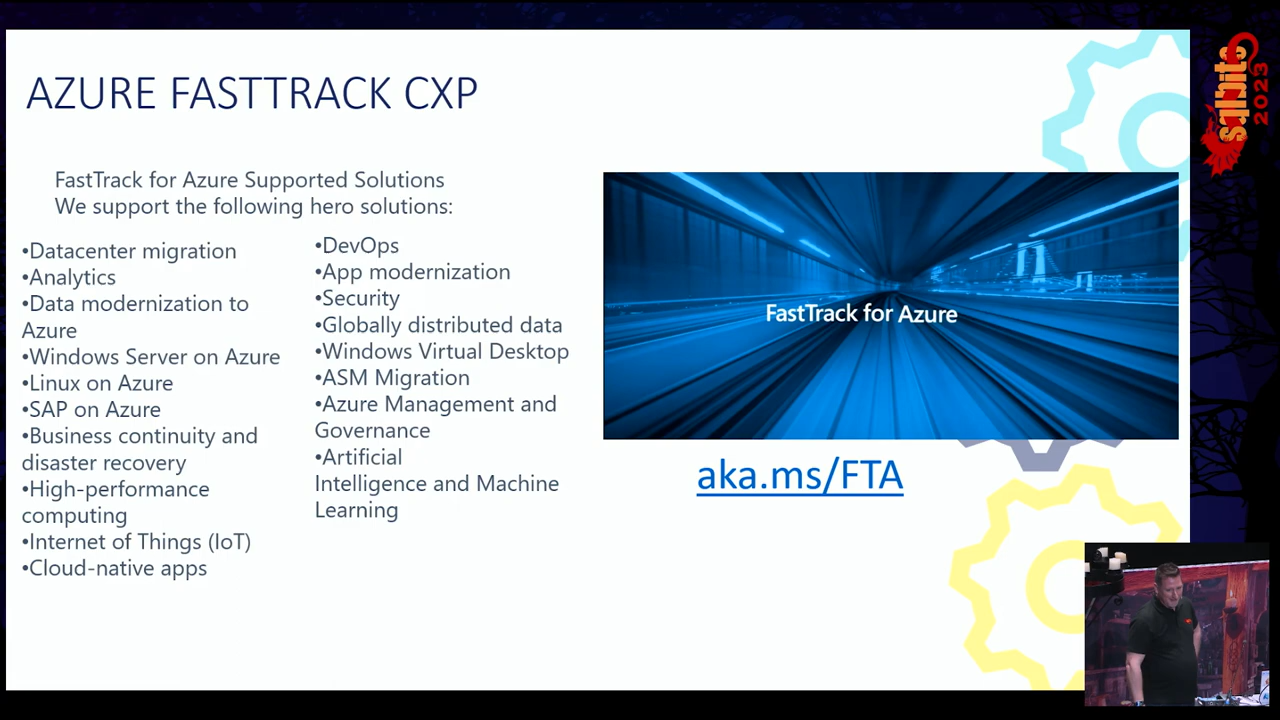 AZURE FASTTRACK CXP
FastTrack for Azure Supported Solutions
We support the following hero solutions:
•Datacenter migration
•Analytics
•Data modernization to
Azure
•Windows Server on Azure
•Linux on Azure
•SAP on Azure
•Business continuity and
disaster recovery
•High-performance
computing
•Internet of Things (IoT)
•Cloud-native apps
•DevOps
•App modernization
•Security
•Globally distributed data
•Windows Virtual Desktop
•ASM Migration
•Azure Management and
Governance
•Artificial
Intelligence and Machine
Learning
FastTrack for Azure
aka.ms/FTA
sqlbits
2023